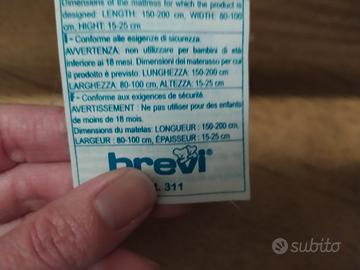 Dimensions of the mattress for which the product is
designed: LENGTH: 150-200 cm, WIDTH: 80-100
cm, HIGHT: 15-25 cm
I - Conforme alle esigenze di sicurezza.
AVVERTENZA: non utilizzare per bambini di età
inferiore ai 18 mesi. Dimensioni del materasso per cui
il prodotto è previsto. LUNGHEZZA: 150-200 cm
LARGHEZZA: 80-100 cm, ALTEZZA: 15-25 cm
F - Conforme aux exigences de sécurité.
AVERTISSEMENT : Ne pas utiliser pour des enfants
de moins de 18 mois.
Dimensions du matelas: LONGUEUR : 150-200 cm,
LARGEUR : 80-100 cm, ÉPAISSEUR : 15-25 cm
brevi®
311
subito